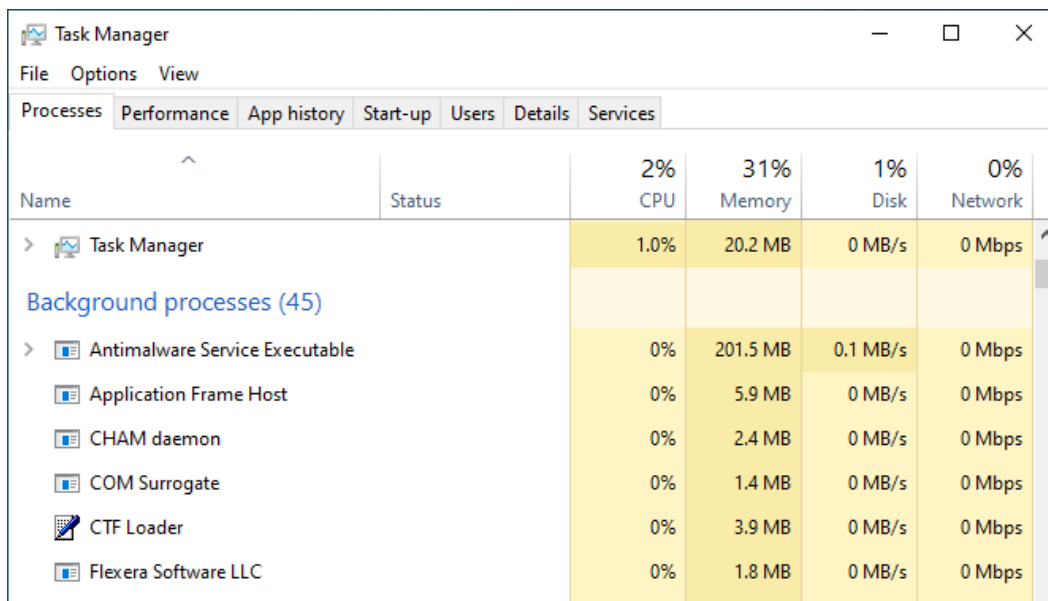 Task Manager
File Options View
Processes Performance App history Start-up Users Details Services
2% 31% 1% 0%
Name Status CPU Memory Disk Network
Task Manager 1.0% 20.2 MB 0 MB/s 0 Mbps
Background processes (45)
Antimalware Service Executable 0% 201.5 MB 0.1 MB/s 0 Mbps
Application Frame Host 0% 5.9 MB 0 MB/s 0 Mbps
CHAM daemon 0% 2.4 MB 0 MB/s 0 Mbps
COM Surrogate 0% 1.4 MB 0 MB/s 0 Mbps
CTF Loader 0% 3.9 MB 0 MB/s 0 Mbps
Flexera Software LLC 0% 1.8 MB 0 MB/s 0 Mbps